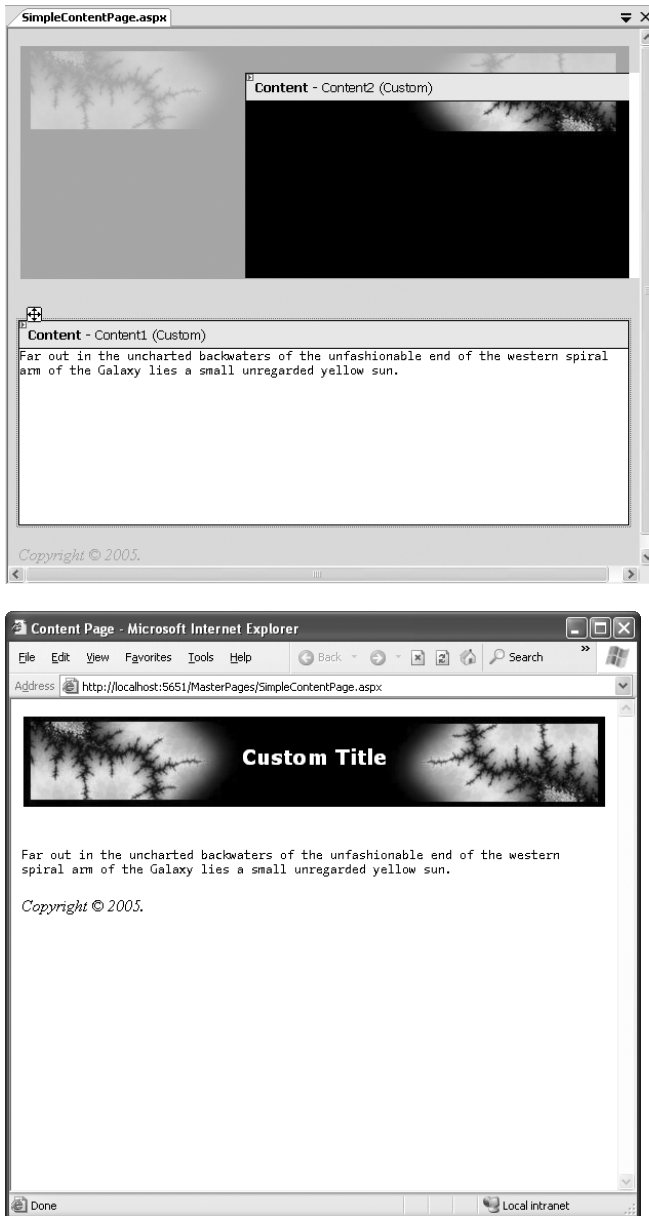 SimpleContentPage.aspx
Content - Content2 (Custom)
Content - Content1 (Custom)
Far out in the uncharted backwaters of the unfashionable end of the western spiral
arm of the Galaxy lies a small unregarded yellow sun.
Copyright © 2005.
Content Page - Microsoft Internet Explorer
File Edit View Favorites Tools Help Back Search »
Address http://localhost:5651/MasterPages/SimpleContentPage.aspx
Custom Title
Far out in the uncharted backwaters of the unfashionable end of the western
spiral arm of the Galaxy lies a small unregarded yellow sun.
Copyright © 2005.
Done Local intranet